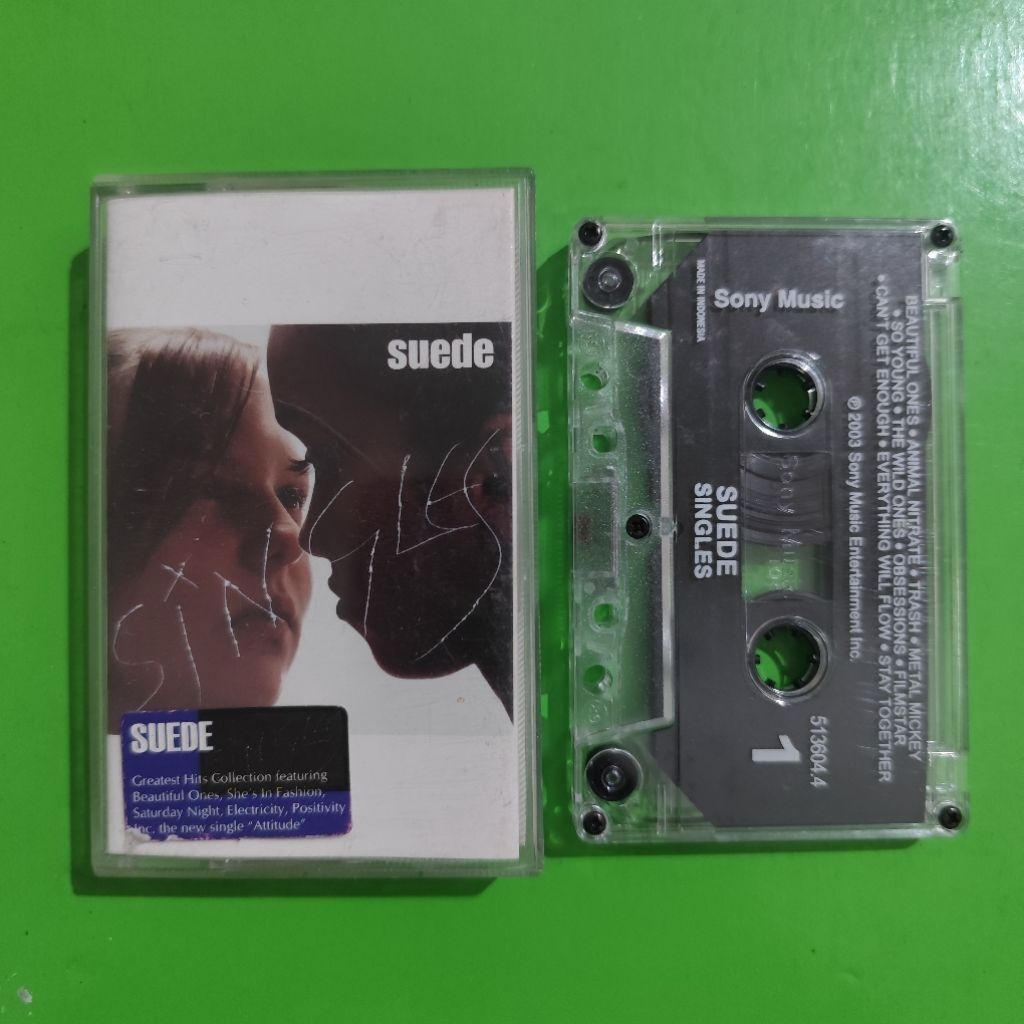 suede
SINGLES
SUEDE
Greatest Hits Collection featuring
Beautiful Ones, She's In Fashion,
Saturday Night, Electricity, Positivity
Inc. the new single "Attitude"
BEAUTIFUL ONES • ANIMAL NITRATE • TRASH • METAL MICKEY
• SO YOUNG • THE WILD ONES • OBSESSIONS • FILMSTAR
• CAN'T GET ENOUGH • EVERYTHING WILL FLOW • STAY TOGETHER
℗ 2003 Sony Music Entertainment Inc.
MADE IN INDONESIA
Sony Music
SUEDE
SINGLES
513604.4
1